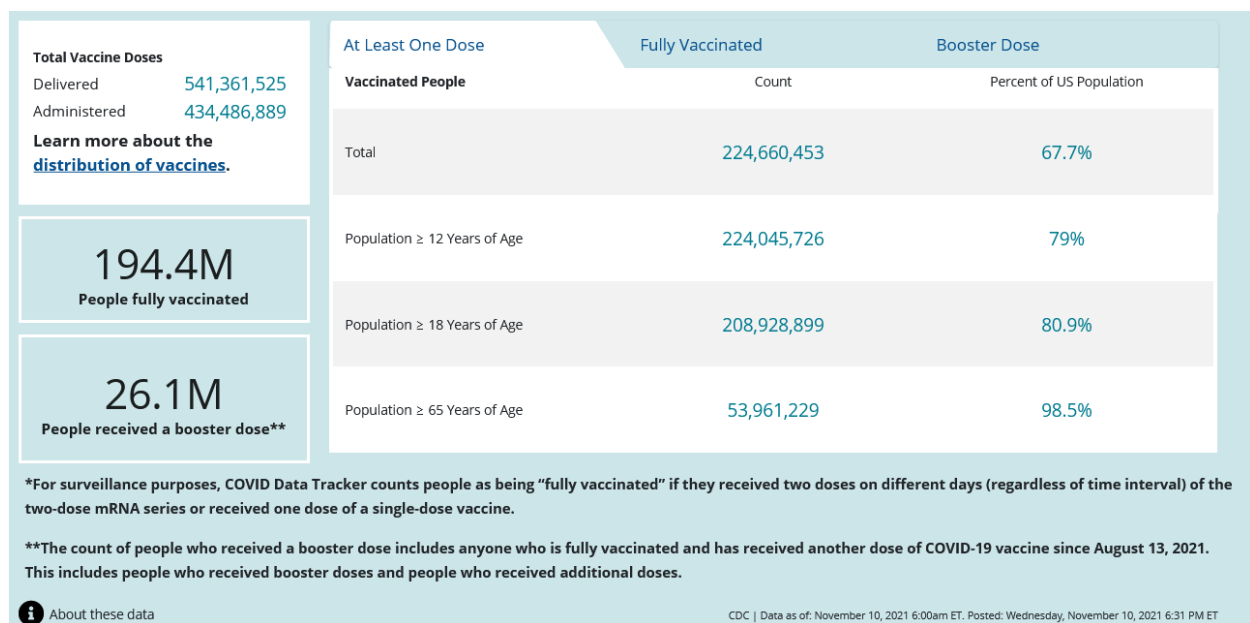 Total Vaccine Doses
Delivered 541,361,525
Administered 434,486,889
Learn more about the
distribution of vaccines.
194.4M
People fully vaccinated
26.1M
People received a booster dose**
At Least One Dose Fully Vaccinated Booster Dose
Vaccinated People Count Percent of US Population
Total 224,660,453 67.7%
Population ≥ 12 Years of Age 224,045,726 79%
Population ≥ 18 Years of Age 208,928,899 80.9%
Population ≥ 65 Years of Age 53,961,229 98.5%
*For surveillance purposes, COVID Data Tracker counts people as being “fully vaccinated” if they received two doses on different days (regardless of time interval) of the
two-dose mRNA series or received one dose of a single-dose vaccine.
**The count of people who received a booster dose includes anyone who is fully vaccinated and has received another dose of COVID-19 vaccine since August 13, 2021.
This includes people who received booster doses and people who received additional doses.
About these data
CDC | Data as of: November 10, 2021 6:00am ET. Posted: Wednesday, November 10, 2021 6:31 PM ET